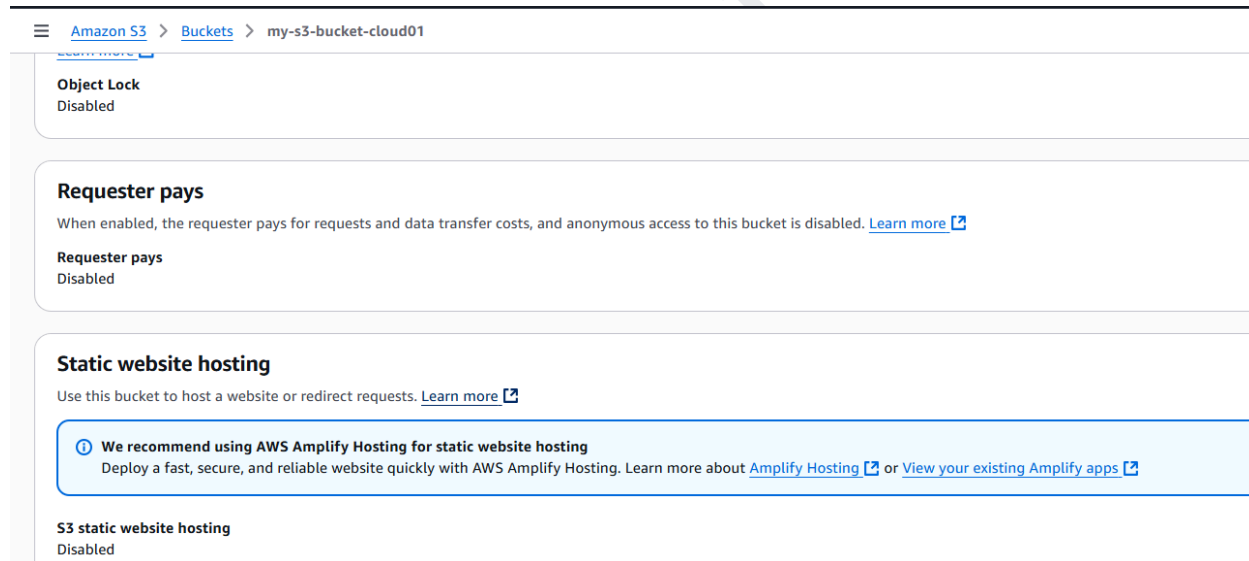 Amazon S3 > Buckets > my-s3-bucket-cloud01
Learn more
Object Lock
Disabled
Requester pays
When enabled, the requester pays for requests and data transfer costs, and anonymous access to this bucket is disabled. Learn more
Requester pays
Disabled
Static website hosting
Use this bucket to host a website or redirect requests. Learn more
We recommend using AWS Amplify Hosting for static website hosting
Deploy a fast, secure, and reliable website quickly with AWS Amplify Hosting. Learn more about Amplify Hosting or View your existing Amplify apps
S3 static website hosting
Disabled